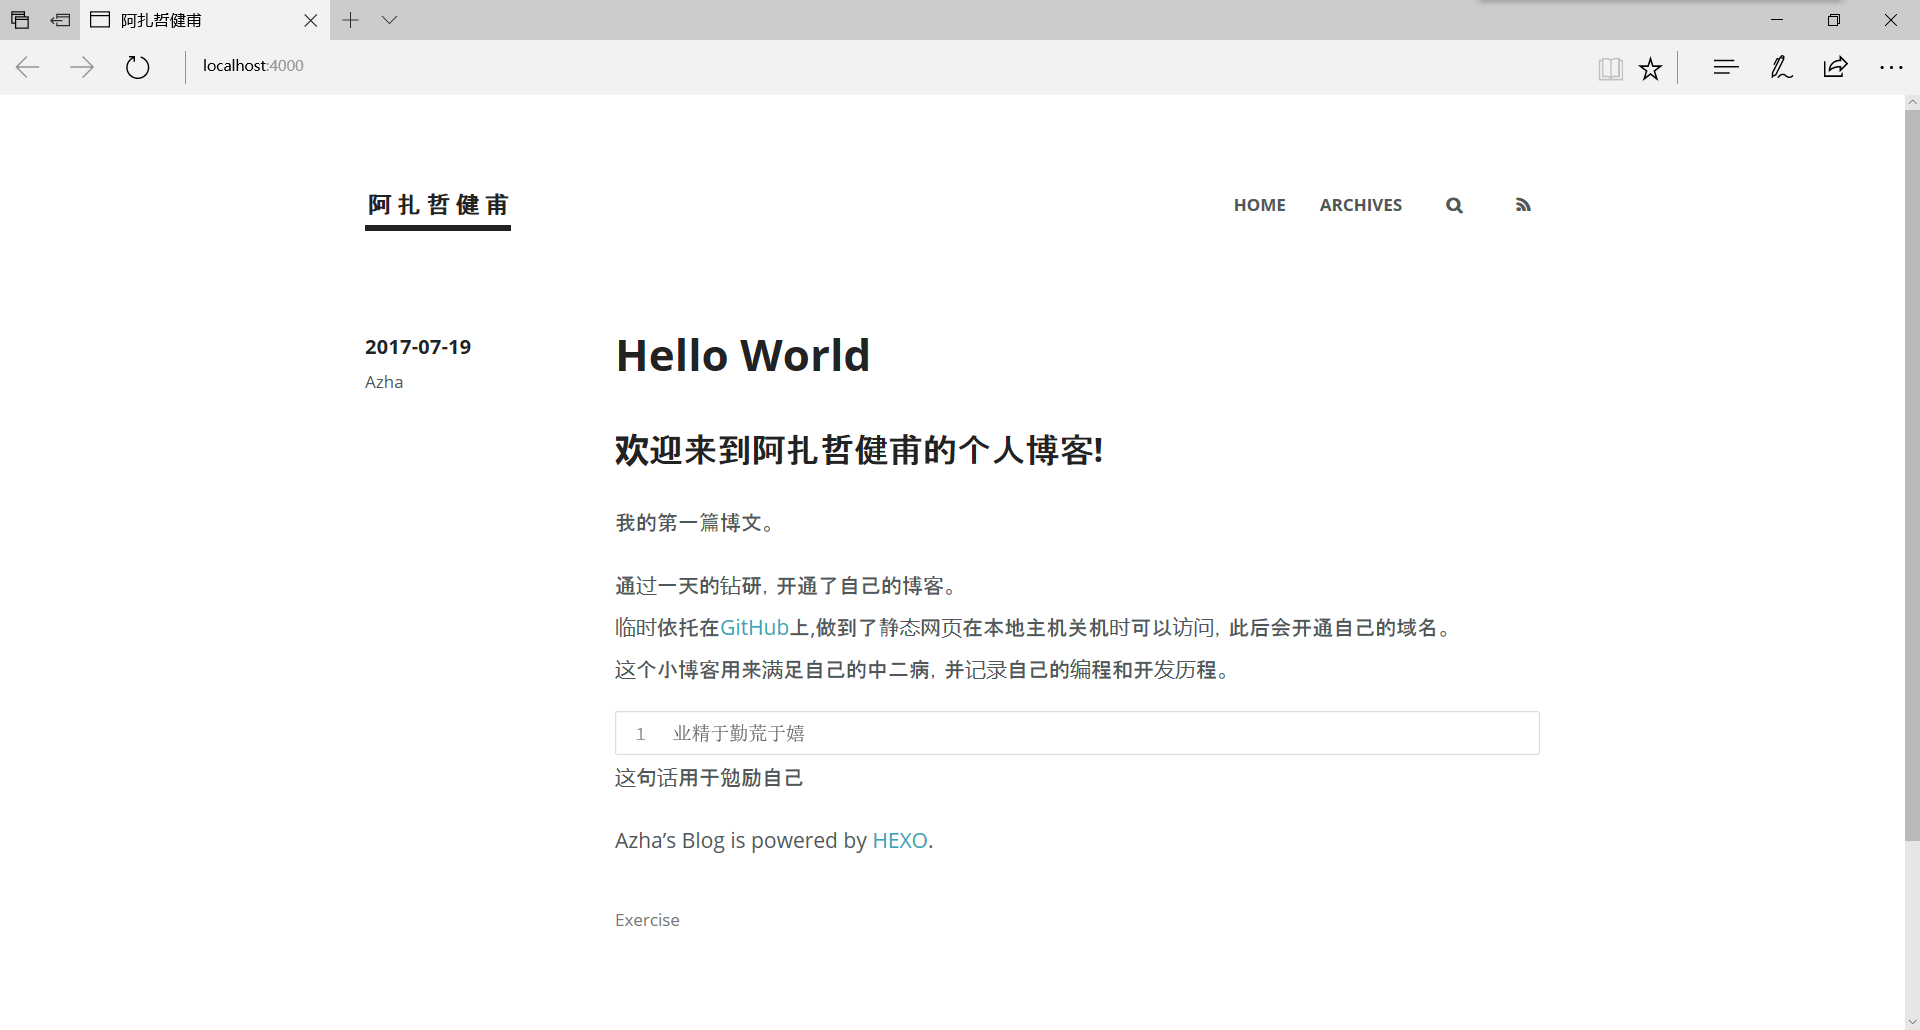 阿扎哲健甫
localhost:4000
阿扎哲健甫
HOME ARCHIVES
2017-07-19
Azha
Hello World
欢迎来到阿扎哲健甫的个人博客!
我的第一篇博文。
通过一天的钻研，开通了自己的博客。
临时依托在GitHub上,做到了静态网页在本地主机关机时可以访问，此后会开通自己的域名。
这个小博客用来满足自己的中二病，并记录自己的编程和开发历程。
1 业精于勤荒于嬉
这句话用于勉励自己
Azha’s Blog is powered by HEXO.
Exercise